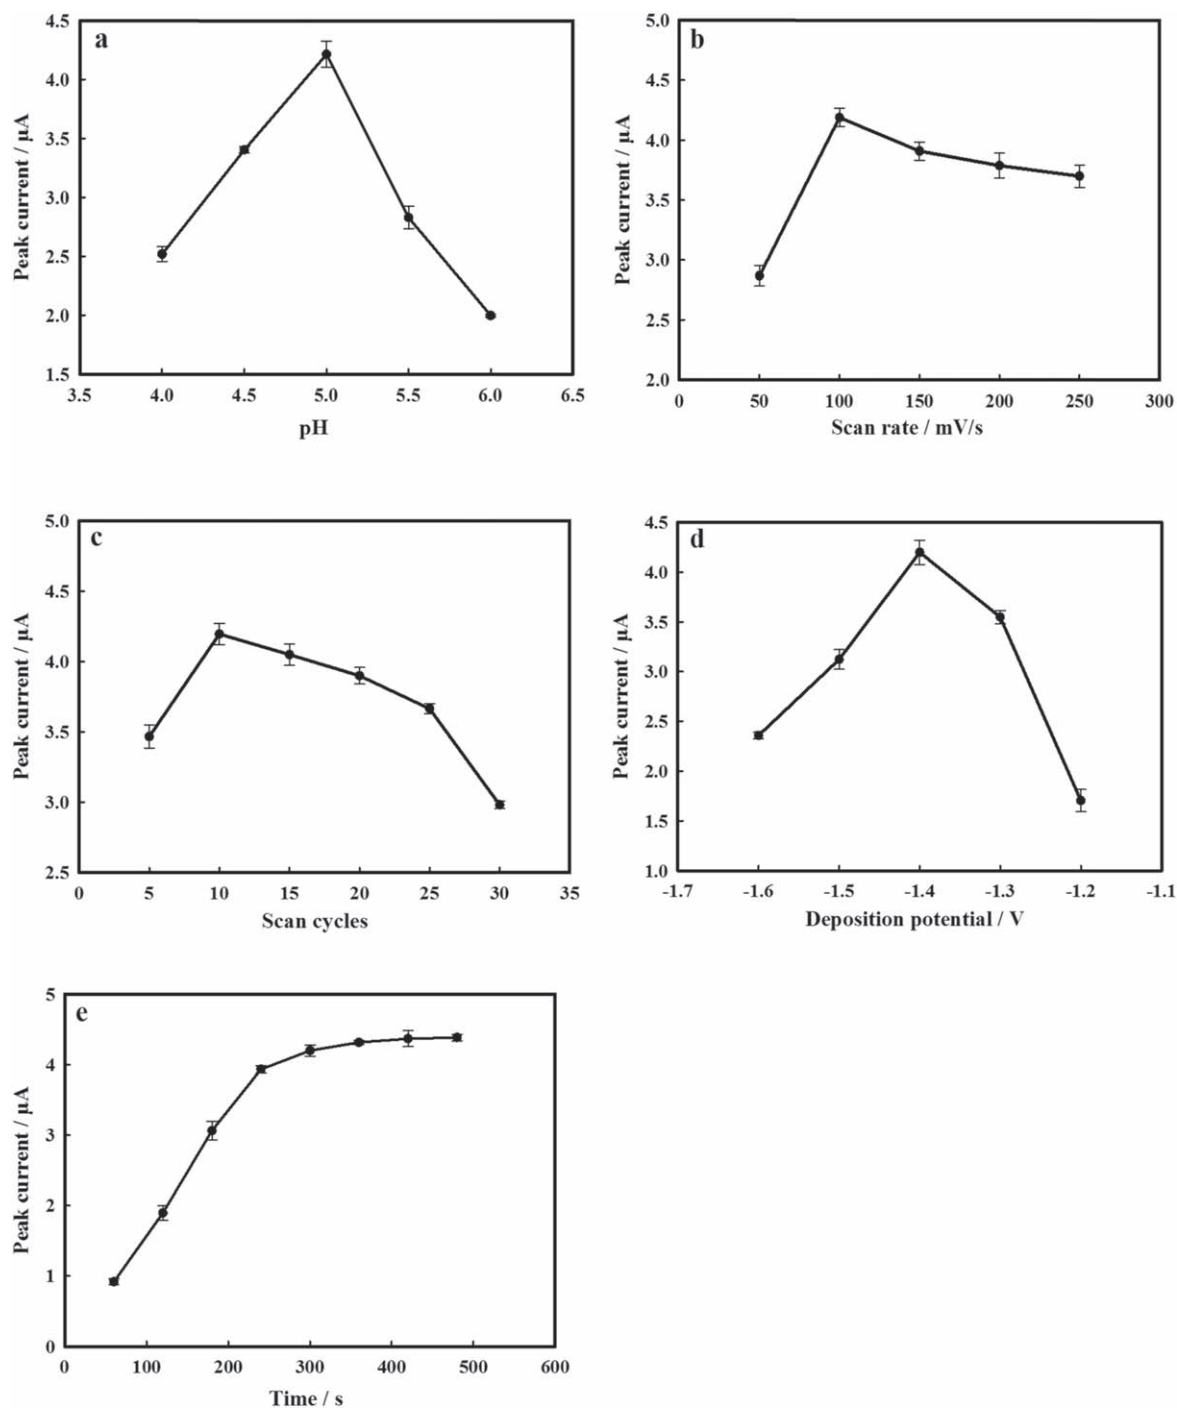 a
4.5
4.0
3.5
3.0
2.5
2.0
1.5
Peak current / µA
3.5 4.0 4.5 5.0 5.5 6.0 6.5
pH
b
5.0
4.5
4.0
3.5
3.0
2.5
2.0
Peak current / µA
0 50 100 150 200 250 300
Scan rate / mV/s
c
5.0
4.5
4.0
3.5
3.0
2.5
Peak current / µA
0 5 10 15 20 25 30 35
Scan cycles
d
4.5
4.0
3.5
3.0
2.5
2.0
1.5
1.0
Peak current / µA
-1.7 -1.6 -1.5 -1.4 -1.3 -1.2 -1.1
Deposition potential / V
e
5
4
3
2
1
0
Peak current / µA
0 100 200 300 400 500 600
Time / s